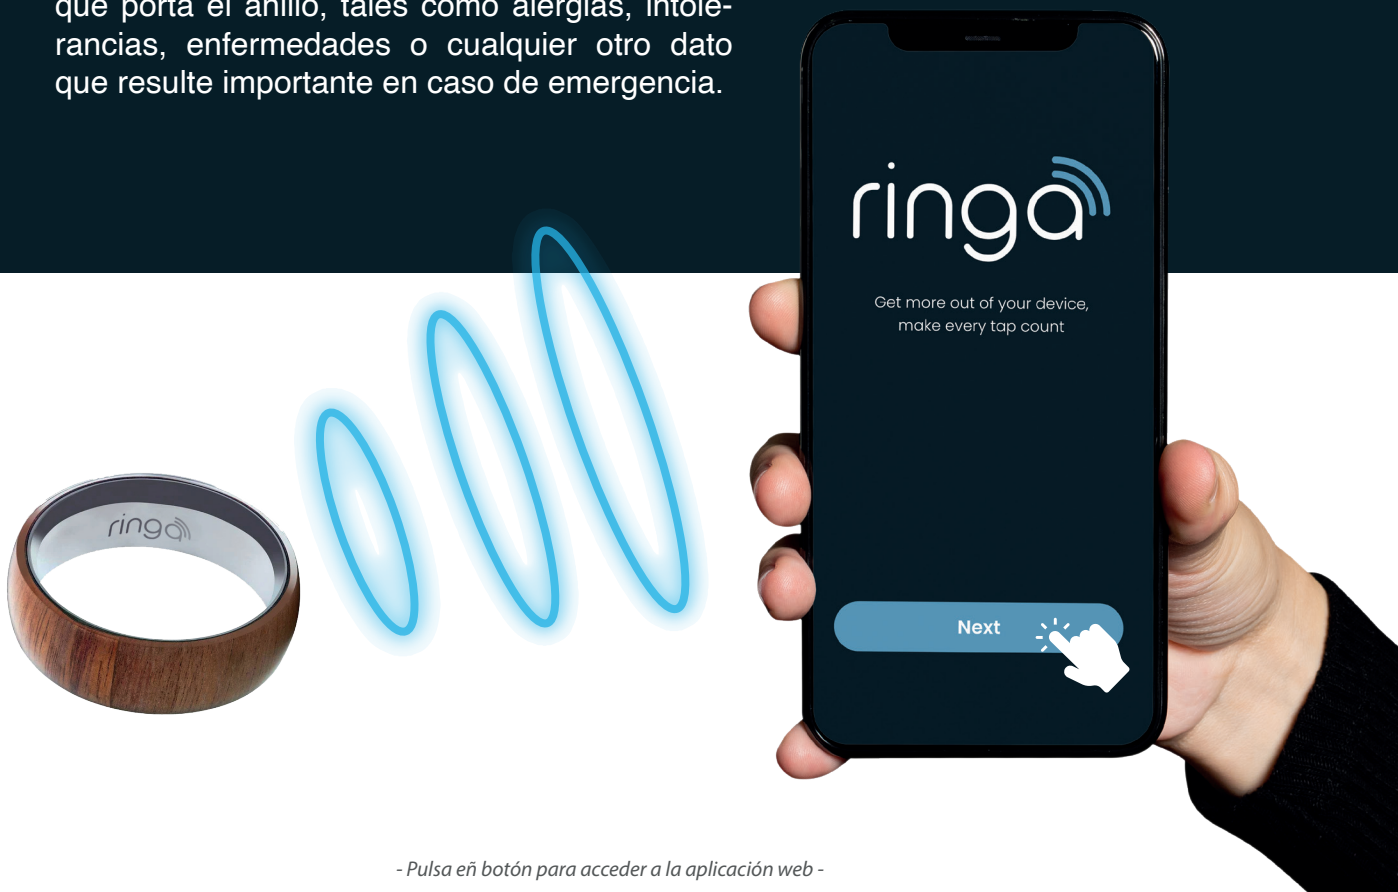 que porta el anillo, tales como alergias, intole-
rancias, enfermedades o cualquier otro dato
que resulte importante en caso de emergencia.
ringa
Get more out of your device,
make every tap count
ringa
Next
- Pulsa eñ botón para acceder a la aplicación web -